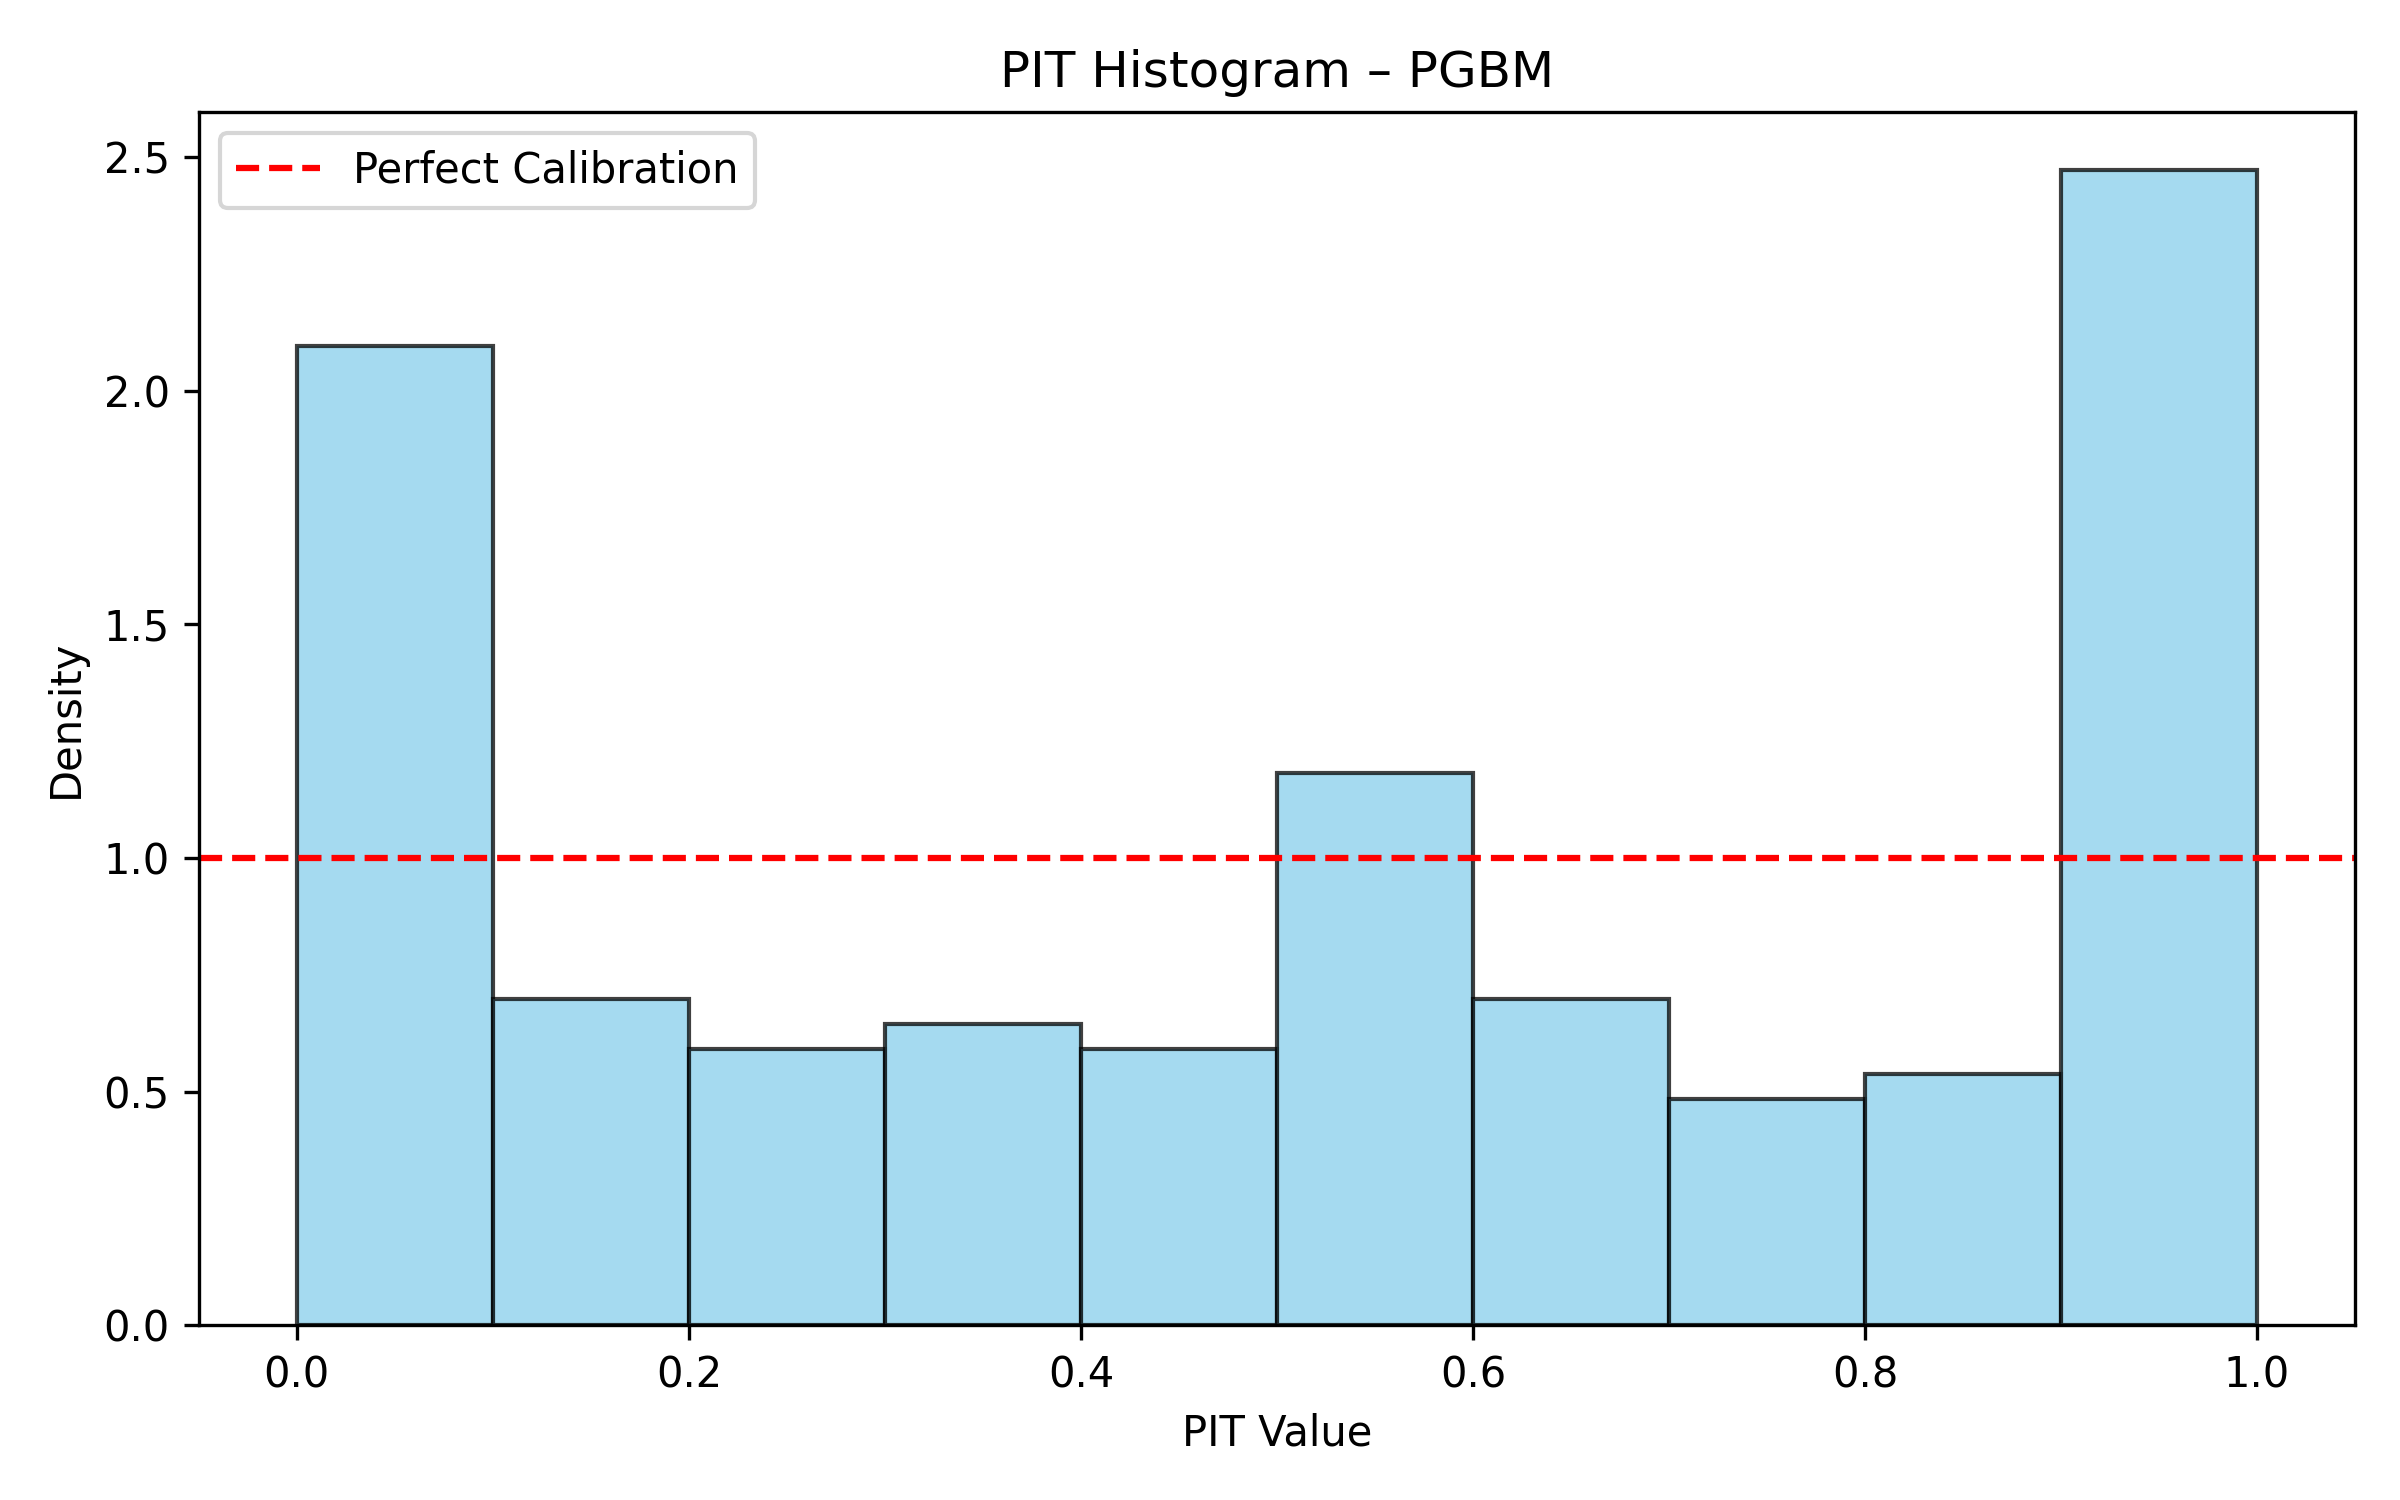 PIT Histogram – PGBM
Perfect Calibration
2.5
2.0
1.5
1.0
0.5
0.0
Density
0.0 0.2 0.4 0.6 0.8 1.0
PIT Value